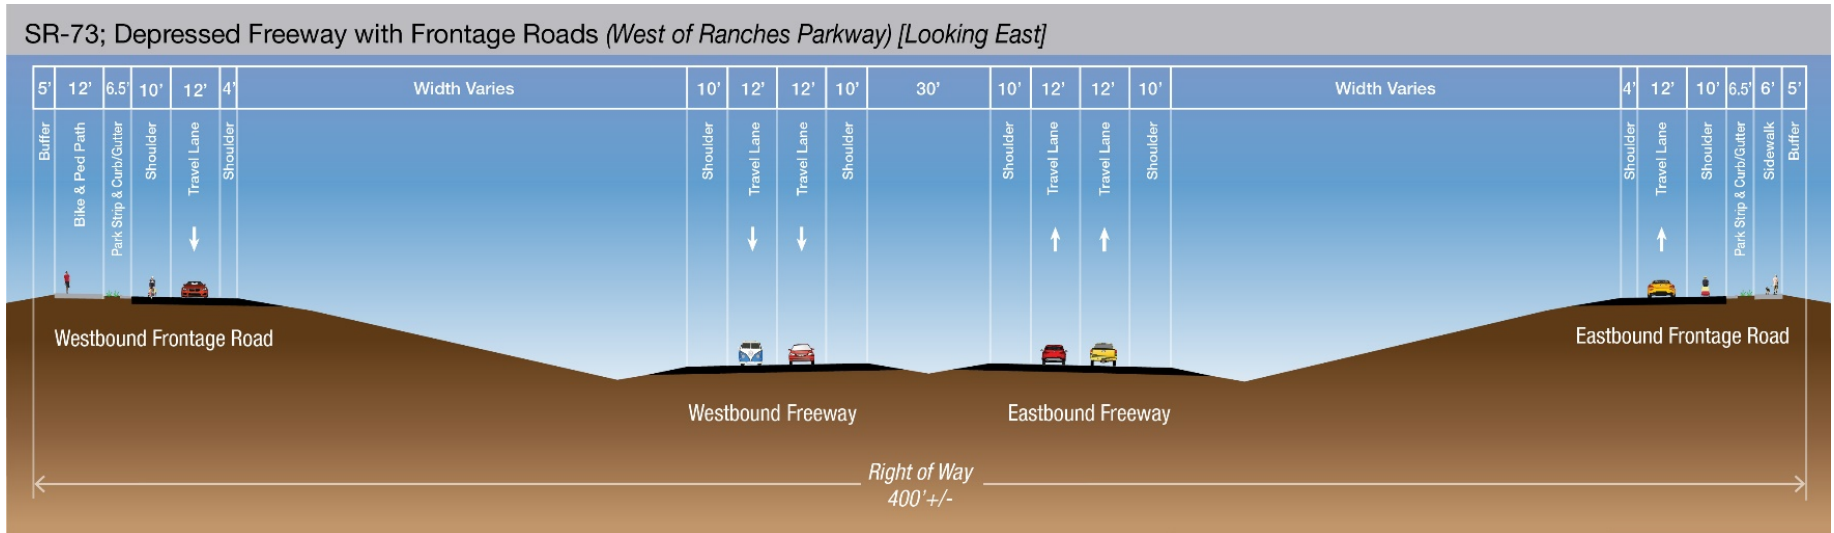 SR-73; Depressed Freeway with Frontage Roads (West of Ranches Parkway) [Looking East]
5' 12' 6.5' 10' 12' 4' Width Varies 10' 12' 12' 10' 30' 10' 12' 12' 10' Width Varies 4' 12' 10' 6.5' 6' 5'
Buffer
Bike & Ped Path
Park Strip & Curb/Gutter
Shoulder
Travel Lane
Shoulder
Shoulder
Travel Lane
Travel Lane
Shoulder
Shoulder
Travel Lane
Travel Lane
Shoulder
Shoulder
Travel Lane
Shoulder
Park Strip & Curb/Gutter
Sidewalk
Buffer
Westbound Frontage Road
Eastbound Frontage Road
Westbound Freeway
Eastbound Freeway
Right of Way
400'+/-